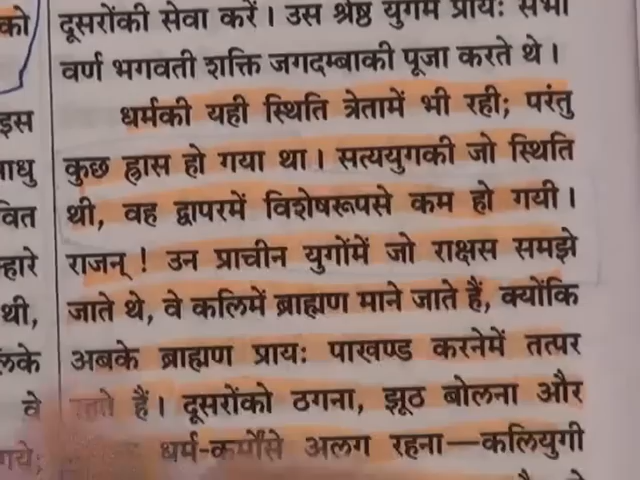 को
इस
थी,
वे
दूसरोंकी सेवा करें। उस श्रेष्ठ युगमें प्रायः सभी
वर्ण भगवती शक्ति जगदम्बाकी पूजा करते थे।
धर्मकी यही स्थिति त्रेतामें भी रही; परंतु
कुछ ह्रास हो गया था। सत्ययुगकी जो स्थिति
थी, वह द्वापरमें विशेषरूपसे कम हो गयी।
राजन्! उन प्राचीन युगोंमें जो राक्षस समझे
जाते थे, वे कलिमें ब्राह्मण माने जाते हैं, क्योंकि
अबके ब्राह्मण प्रायः पाखण्ड करनेमें तत्पर
रहते हैं। दूसरोंको ठगना, झूठ बोलना और
धर्म-कर्मोंसे अलग रहना—कलियुगी